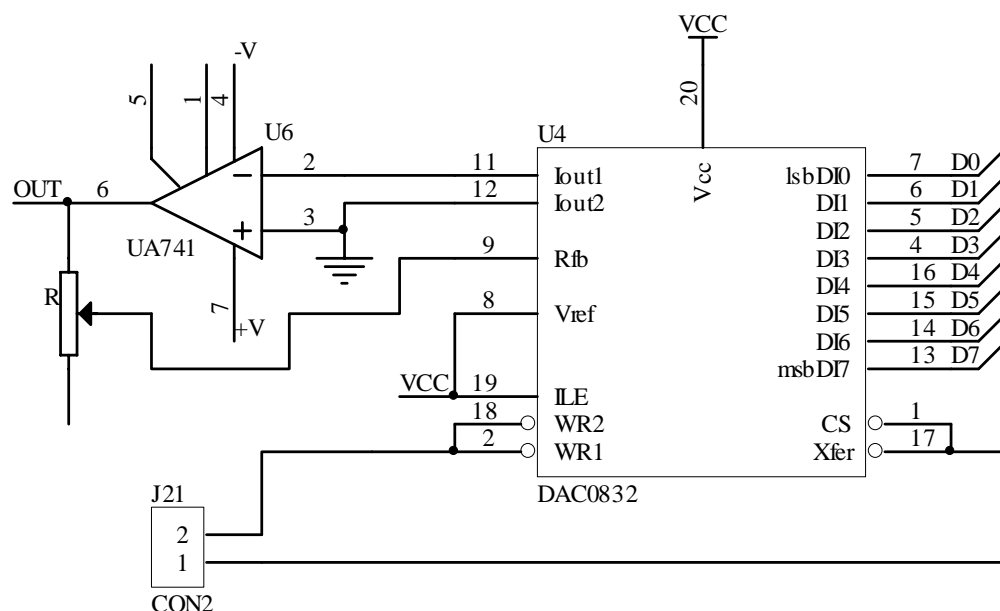 VCC
-V
5
1
4
20
U6
U4
2
11
Iout1
Vcc
lsbDI0
7
D0
OUT
6
12
Iout2
DI1
6
D1
3
DI2
5
D2
UA741
9
Rfb
DI3
4
D3
DI4
16
D4
R
7
+V
8
Vref
DI5
15
D5
DI6
14
D6
msbDI7
13
D7
VCC
19
ILE
18
WR2
CS
1
2
WR1
Xfer
17
J21
DAC0832
2
1
CON2